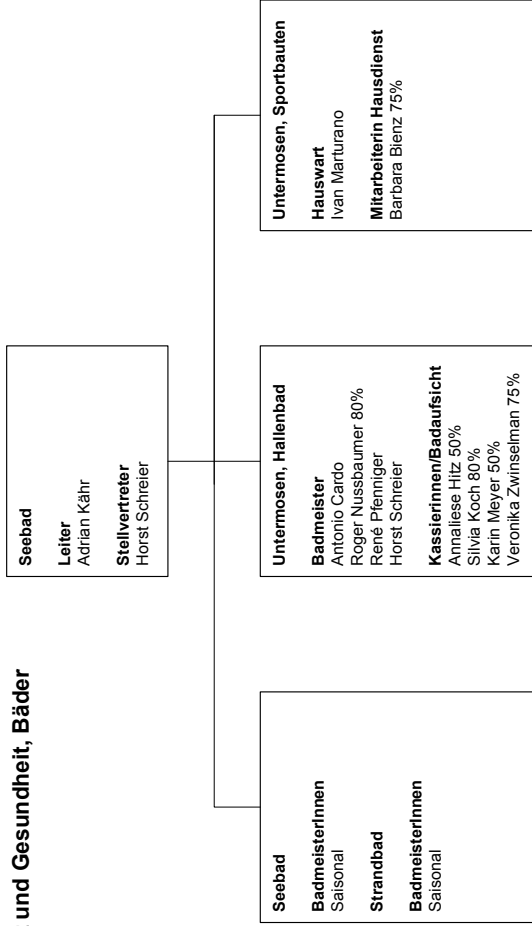 und Gesundheit, Bäder
Seebad
Leiter
Adrian Kähr
Stellvertreter
Horst Schreier
Seebad
BadmeisterInnen
Saisonal
Strandbad
BadmeisterInnen
Saisonal
Untermosen, Hallenbad
Badmeister
Antonio Cardo
Roger Nussbaumer 80%
René Pfenniger
Horst Schreier
Kassierinnen/Badaufsicht
Annaliese Hitz 50%
Silvia Koch 80%
Karin Meyer 50%
Veronika Zwinselman 75%
Untermosen, Sportbauten
Hauswart
Ivan Marturano
Mitarbeiterin Hausdienst
Barbara Bienz 75%